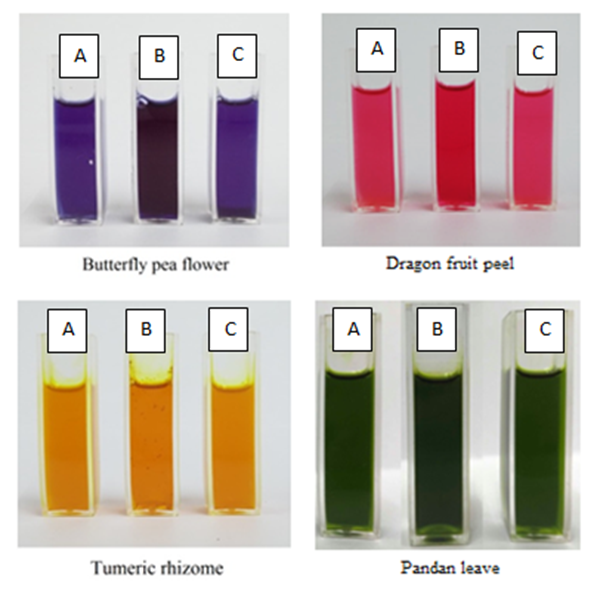 A B C
A B C
Butterfly pea flower
Dragon fruit peel
A B C
A B C
Tumeric rhizome
Pandan leave